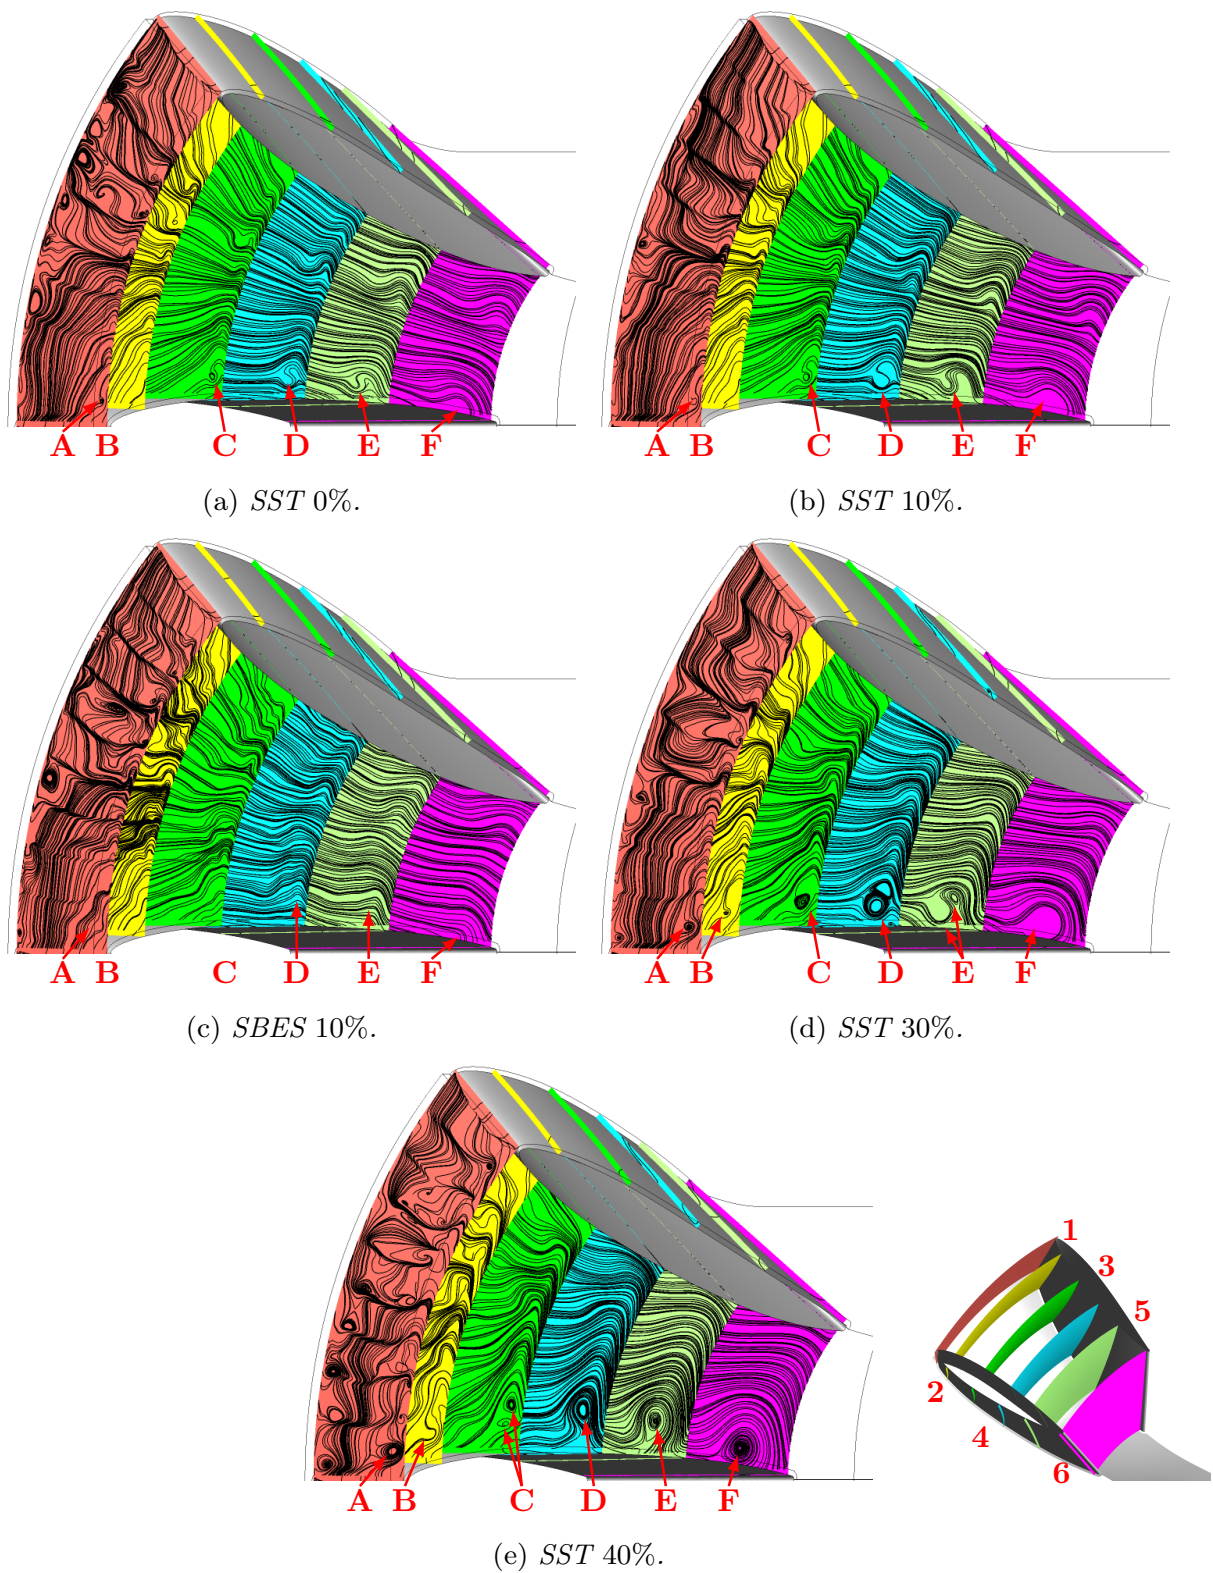 A B C D E F
A B C D E F
(a) SST 0%.
(b) SST 10%.
A B C D E F
A B C D E F
(c) SBES 10%.
(d) SST 30%.
1
3
5
2
4
6
A B C D E F
(e) SST 40%.